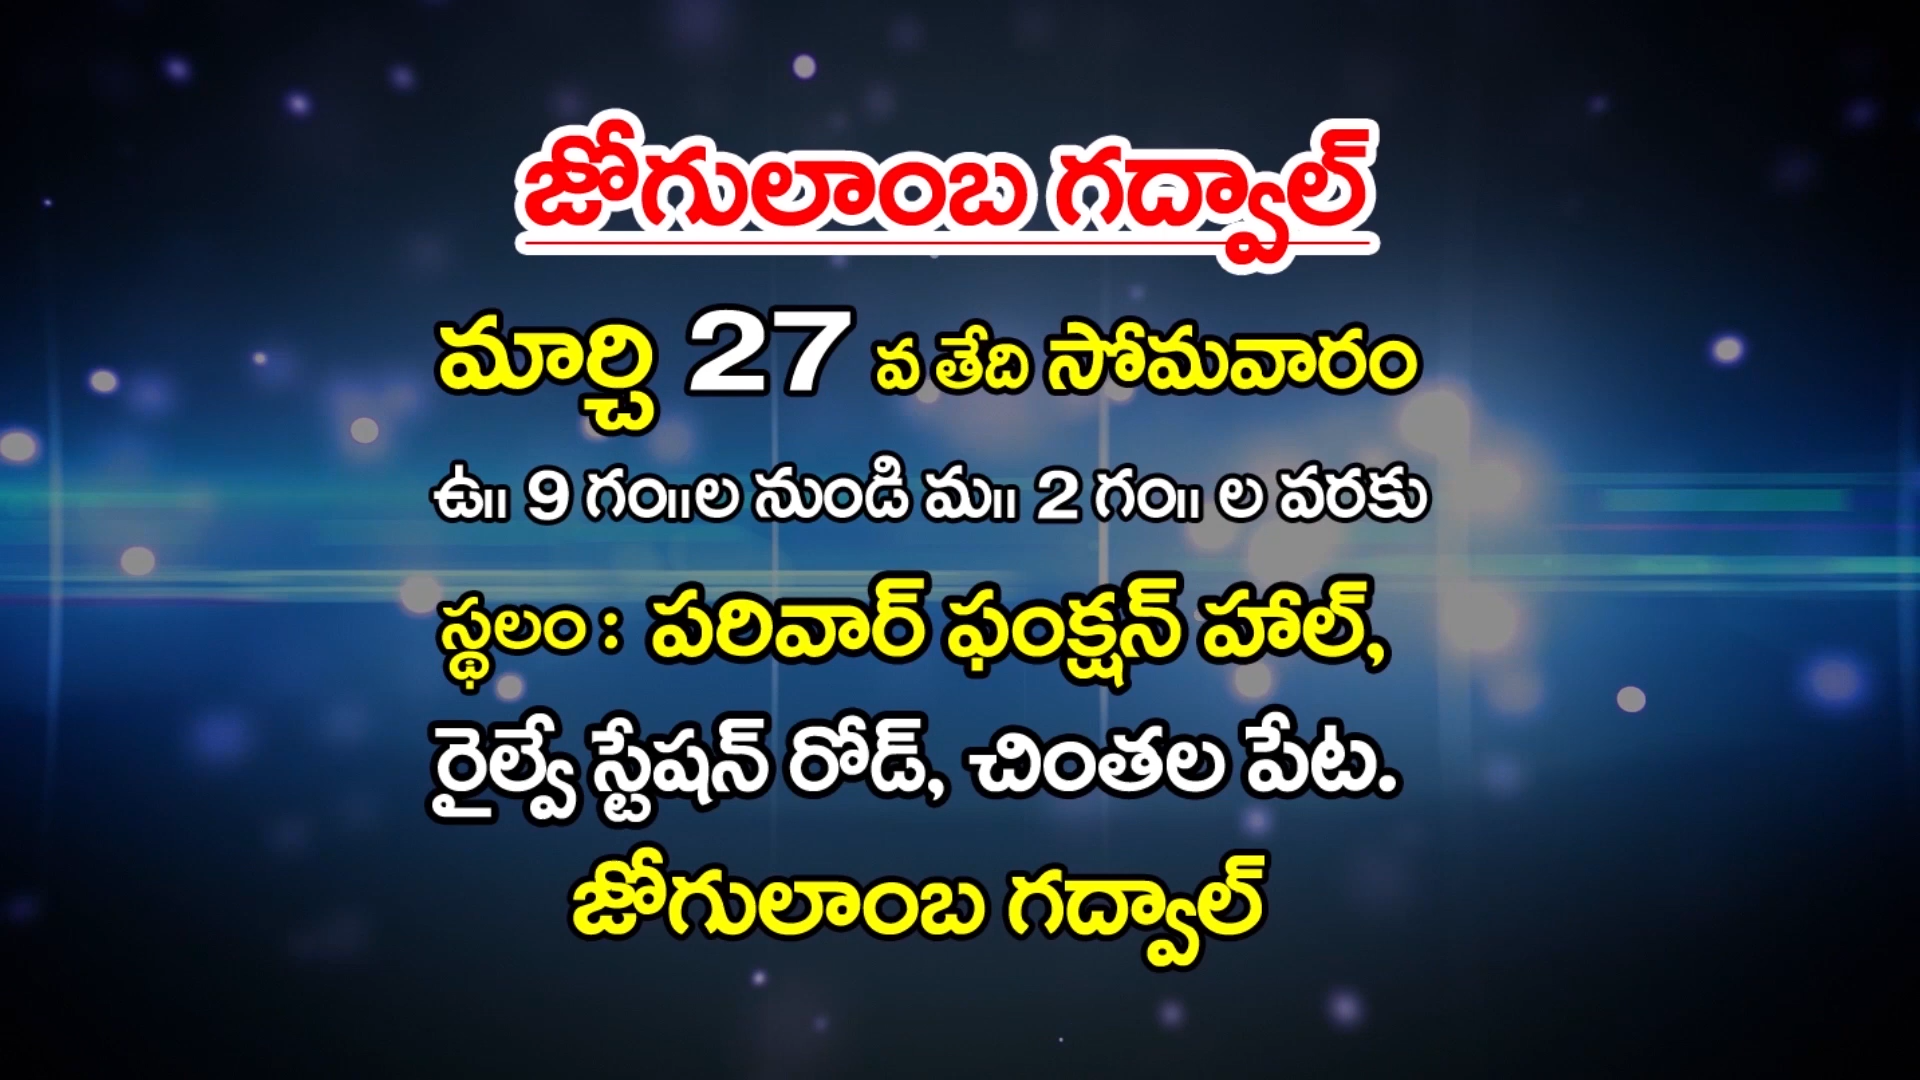 జోగులాంబ గద్వాల్
మార్చి 27 వ తేది సోమవారం
ఉ॥ 9 గం॥ల నుండి మ॥ 2 గం॥ ల వరకు
స్థలం : పరివార్ ఫంక్షన్ హాల్,
రైల్వే స్టేషన్ రోడ్, చింతల పేట.
జోగులాంబ గద్వాల్